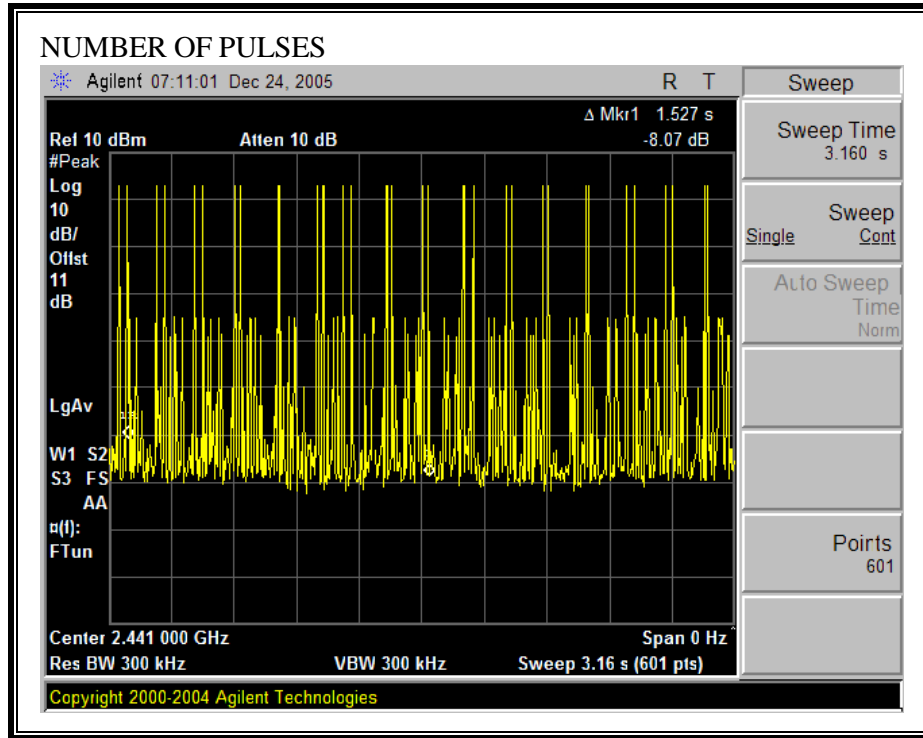 NUMBER OF PULSES
Agilent 07:11:01 Dec 24, 2005 R T
Δ Mkr1 1.527 s
Ref 10 dBm Atten 10 dB -8.07 dB
#Peak
Log
10
dB/
Offst
11
dB
LgAv
W1 S2
S3 FS
AA
¤(f):
FTun
Center 2.441 000 GHz Span 0 Hz
Res BW 300 kHz VBW 300 kHz Sweep 3.16 s (601 pts)
Copyright 2000-2004 Agilent Technologies
Sweep
Sweep Time
3.160 s
Sweep
Single Cont
Auto Sweep
Time
Norm
Points
601